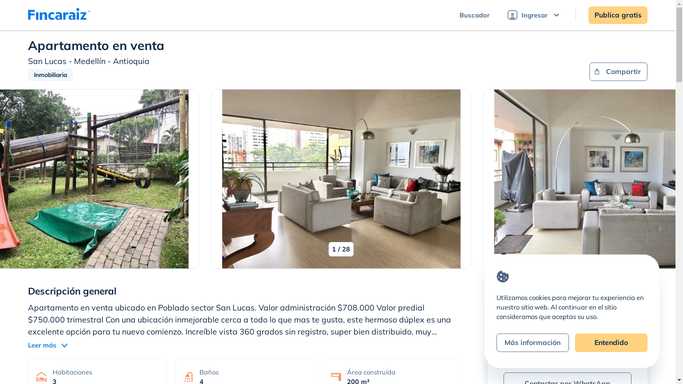 Fincaraiz
Buscador
Ingresar
Publica gratis
Apartamento en venta
San Lucas - Medellín - Antioquia
Inmobiliaria
Compartir
1 / 28
Descripción general
Apartamento en venta ubicado en Poblado sector San Lucas. Valor administración $708.000 Valor predial
$750.000 trimestral Con una ubicación inmejorable cerca a todo lo que mas te gusta, este hermoso dúplex es una
excelente opción para tu nuevo comienzo. Increíble vista 360 grados sin registro, super bien distribuido, muy...
Leer más
Habitaciones
3
Baños
4
Área construida
200 m²
Utilizamos cookies para mejorar tu experiencia en
nuestro sitio web. Al continuar en el sitio
consideramos que aceptas su uso.
Más información
Entendido
Contactar por WhatsApp